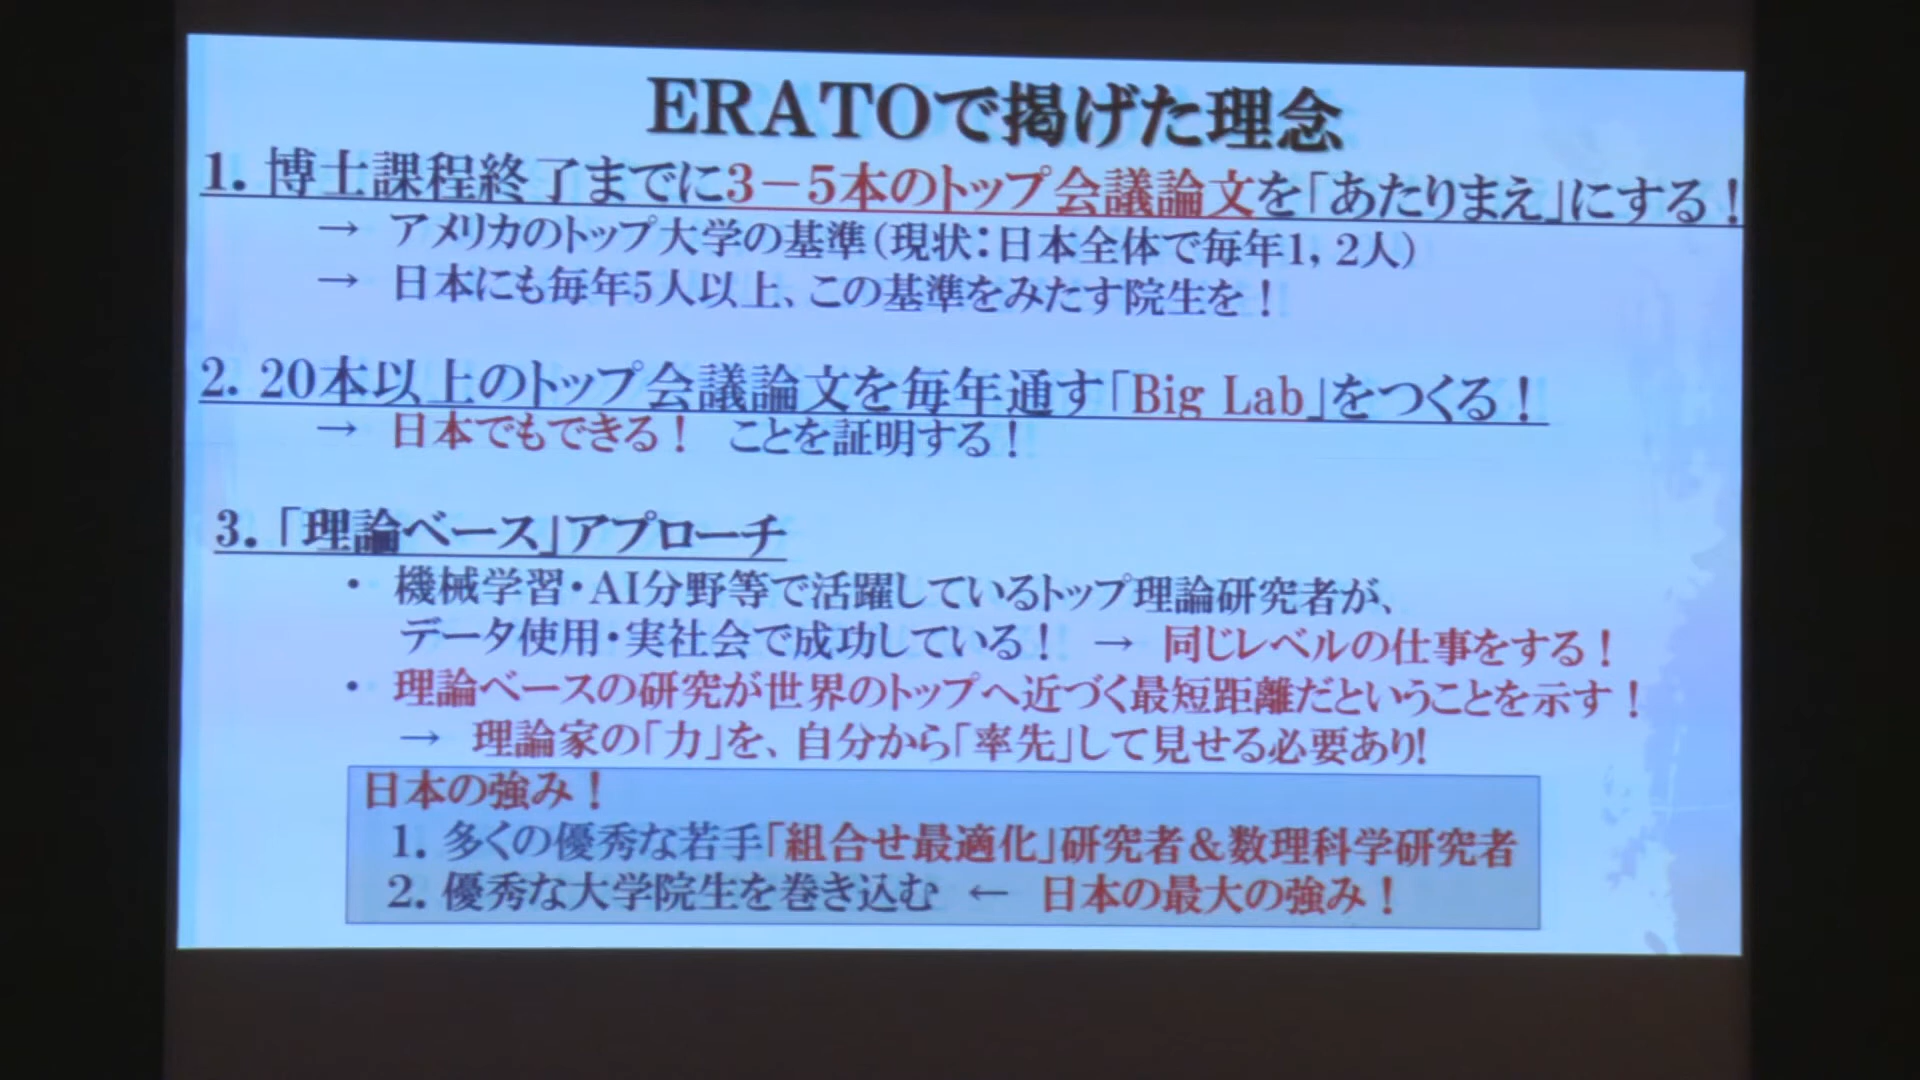 ERATOで掲げた理念
1. 博士課程終了までに3－5本のトップ会議論文を「あたりまえ」にする！
→ アメリカのトップ大学の基準（現状：日本全体で毎年1, 2人）
→ 日本にも毎年5人以上、この基準をみたす院生を！
2. 20本以上のトップ会議論文を毎年通す「Big Lab」をつくる！
→ 日本でもできる！ ことを証明する！
3. 「理論ベース」アプローチ
・ 機械学習・AI分野等で活躍しているトップ理論研究者が、
データ使用・実社会で成功している！ → 同じレベルの仕事をする！
・ 理論ベースの研究が世界のトップへ近づく最短距離だということを示す！
→ 理論家の「力」を、自分から「率先」して見せる必要あり!
日本の強み！
1. 多くの優秀な若手「組合せ最適化」研究者＆数理科学研究者
2. 優秀な大学院生を巻き込む ← 日本の最大の強み！